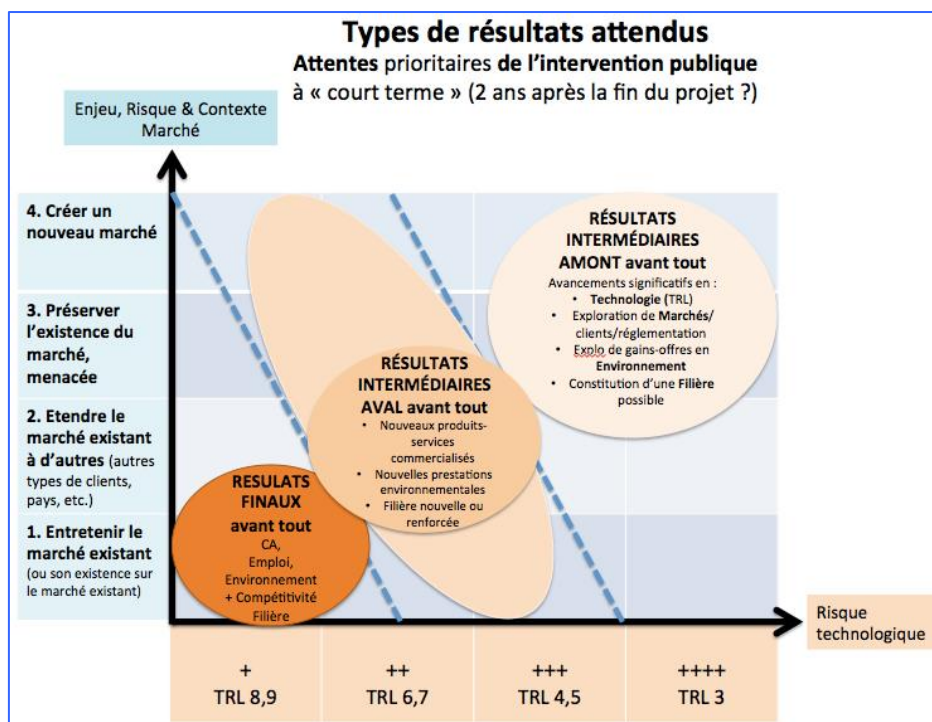 Types de résultats attendus
Attentes prioritaires de l'intervention publique
à « court terme » (2 ans après la fin du projet ?)
Enjeu, Risque & Contexte
Marché
4. Créer un
nouveau marché
3. Préserver
l'existence du
marché,
menacée
2. Etendre le
marché existant
à d'autres (autres
types de clients,
pays, etc.)
1. Entretenir le
marché existant
(ou son existence sur
le marché existant)
RÉSULTATS
INTERMÉDIAIRES
AMONT avant tout
Avancements significatifs en :
• Technologie (TRL)
• Exploration de Marchés/
clients/réglementation
• Explo de gains-offres en
Environnement
• Constitution d'une Filière
possible
RÉSULTATS
INTERMÉDIAIRES
AVAL avant tout
• Nouveaux produits-
services
commercialisés
• Nouvelles prestations
environnementales
• Filière nouvelle ou
renforcée
RESULATS
FINAUX
avant tout
CA,
Emploi,
Environnement
+ Compétitivité
Filière
Risque
technologique
+
TRL 8,9
++
TRL 6,7
+++
TRL 4,5
++++
TRL 3